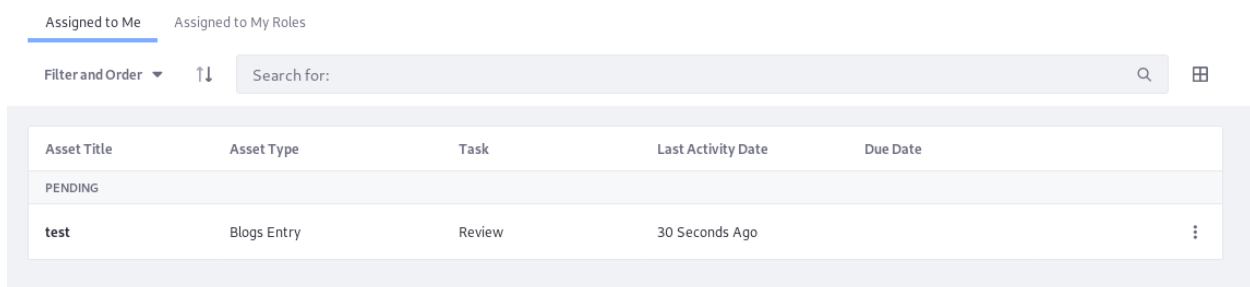 Assigned to Me Assigned to My Roles
Filter and Order Search for:
Asset Title Asset Type Task Last Activity Date Due Date
PENDING
test Blogs Entry Review 30 Seconds Ago